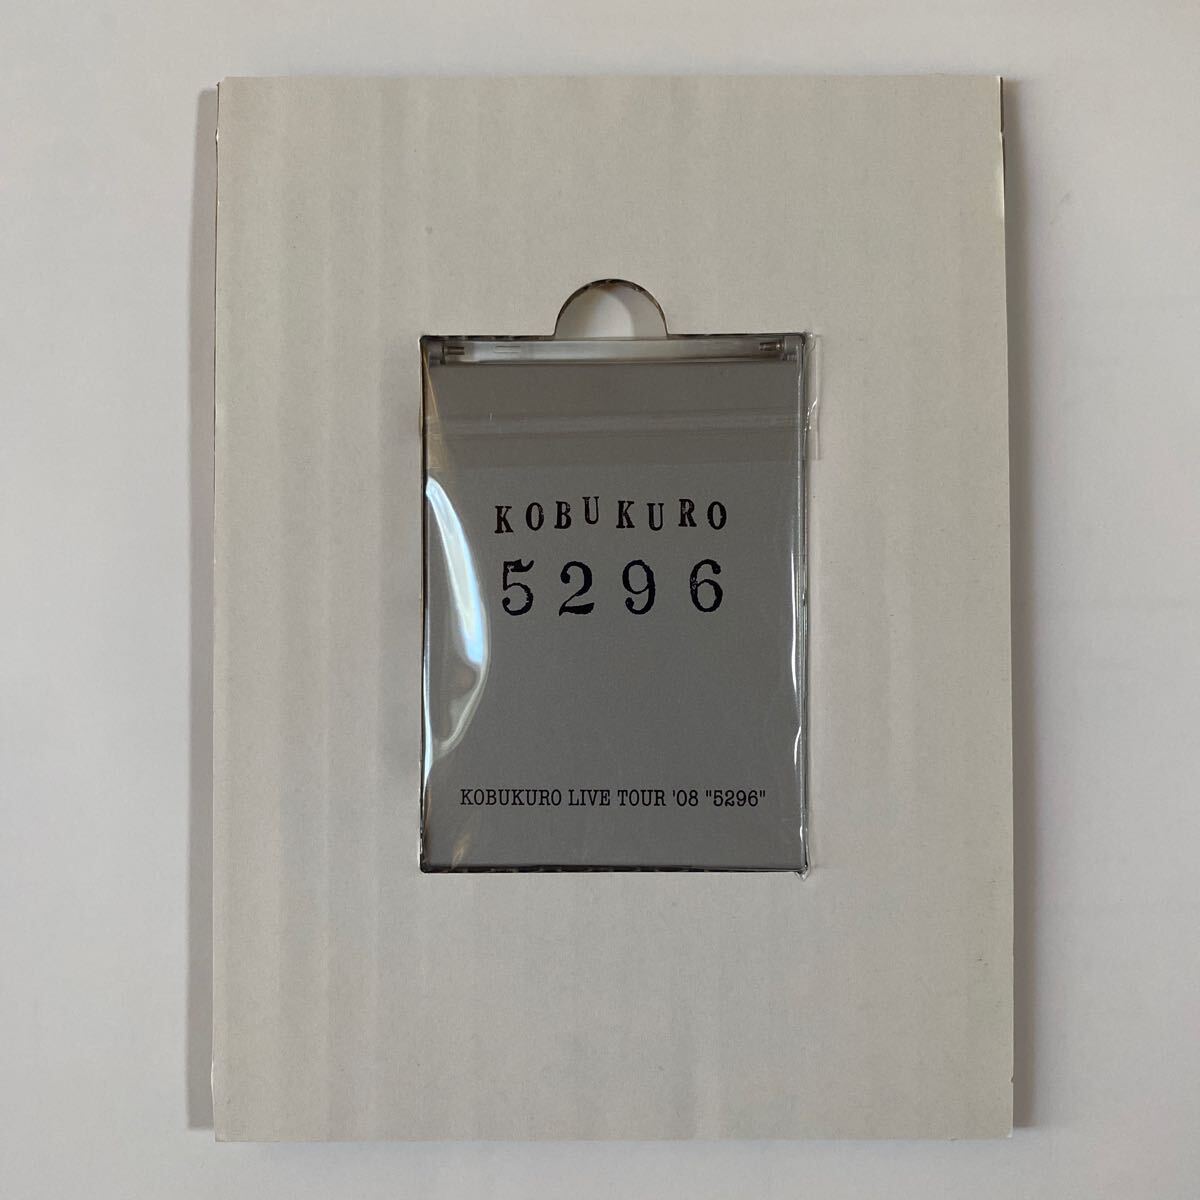 KOBUKURO
5296
KOBUKURO LIVE TOUR '08 "5296"